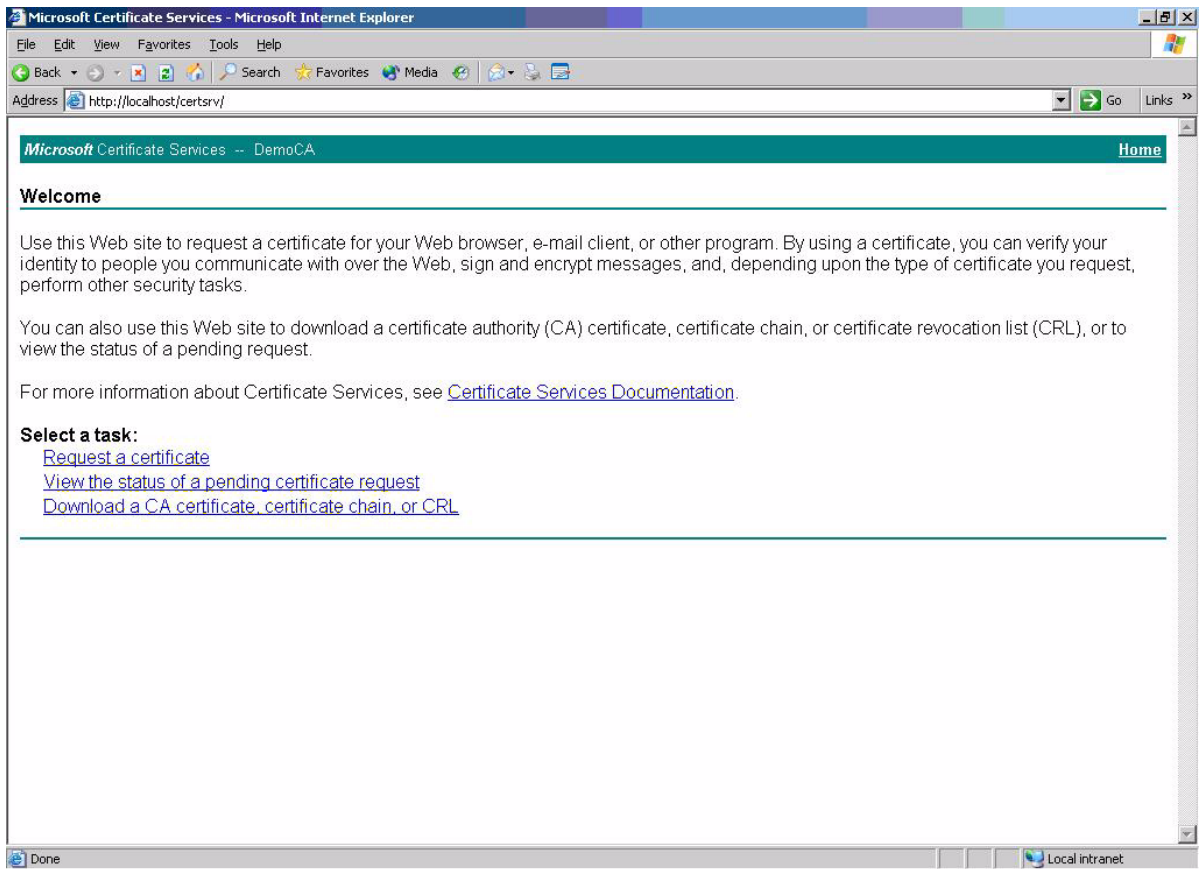 Microsoft Certificate Services - Microsoft Internet Explorer
File Edit View Favorites Tools Help
Back Search Favorites Media
Address http://localhost/certsrv/ Go Links »
Microsoft Certificate Services -- DemoCA Home
Welcome
Use this Web site to request a certificate for your Web browser, e-mail client, or other program. By using a certificate, you can verify your
identity to people you communicate with over the Web, sign and encrypt messages, and, depending upon the type of certificate you request,
perform other security tasks.
You can also use this Web site to download a certificate authority (CA) certificate, certificate chain, or certificate revocation list (CRL), or to
view the status of a pending request.
For more information about Certificate Services, see Certificate Services Documentation.
Select a task:
Request a certificate
View the status of a pending certificate request
Download a CA certificate, certificate chain, or CRL
Done Local intranet